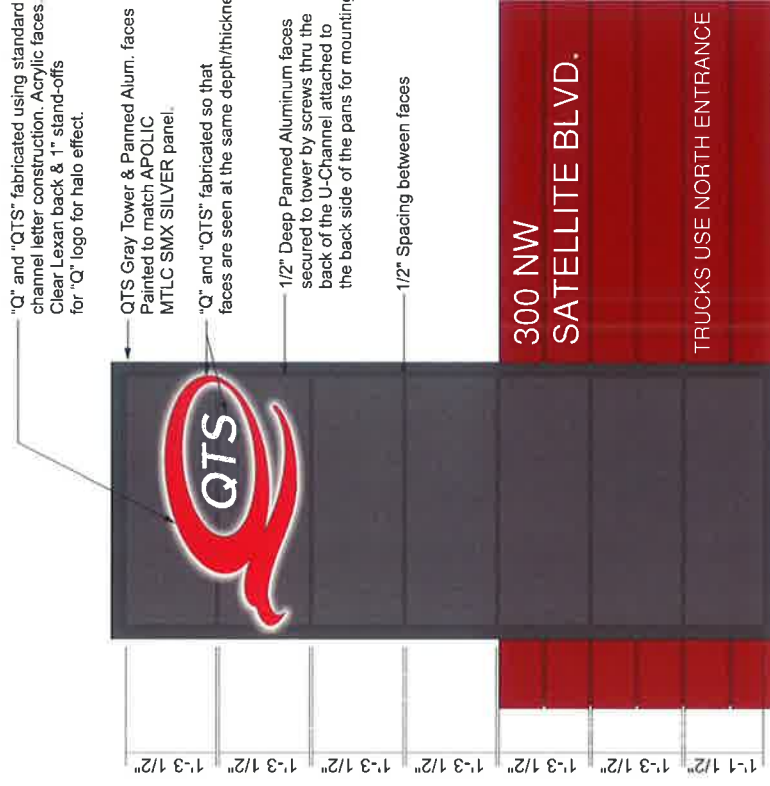 "Q" and "QTS" fabricated using standard
channel letter construction. Acrylic faces.
Clear Lexan back & 1" stand-offs
for "Q" logo for halo effect.
QTS Gray Tower & Panned Alum. faces
Painted to match APOLIC
MTLC SMX SILVER panel.
"Q" and "QTS" fabricated so that
faces are seen at the same depth/thickne
1/2" Deep Panned Aluminum faces
secured to tower by screws thru the
back of the U-Channel attached to
the back side of the pans for mounting
1/2" Spacing between faces
QTS
300 NW
SATELLITE BLVD.
TRUCKS USE NORTH ENTRANCE
1'-3 1/2"
1'-3 1/2"
1'-3 1/2"
1'-3 1/2"
1'-3 1/2"
1'-3 1/2"
1'-1 1/2"